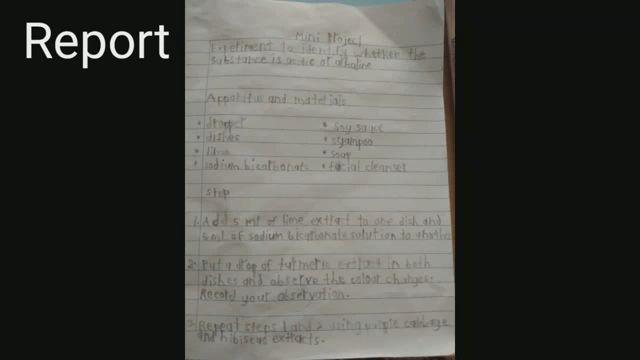 Report
Mini Project
Experiment to identify whether the
substance is acidic or alkaline
Apparatus and materials
• dropper * soy sauce
• dishes * syampoo
• lime * soap
• sodium bicarbonate * facial cleanser
step
1. Add 5 ml of lime extract to one dish and
5 ml of sodium bicarbonate solution to another
2. Put a drop of turmeric extract in both
dishes and observe the colour changes.
Record your observation.
3. Repeat steps 1 and 2 using purple cabbage
and hibiscus extracts.